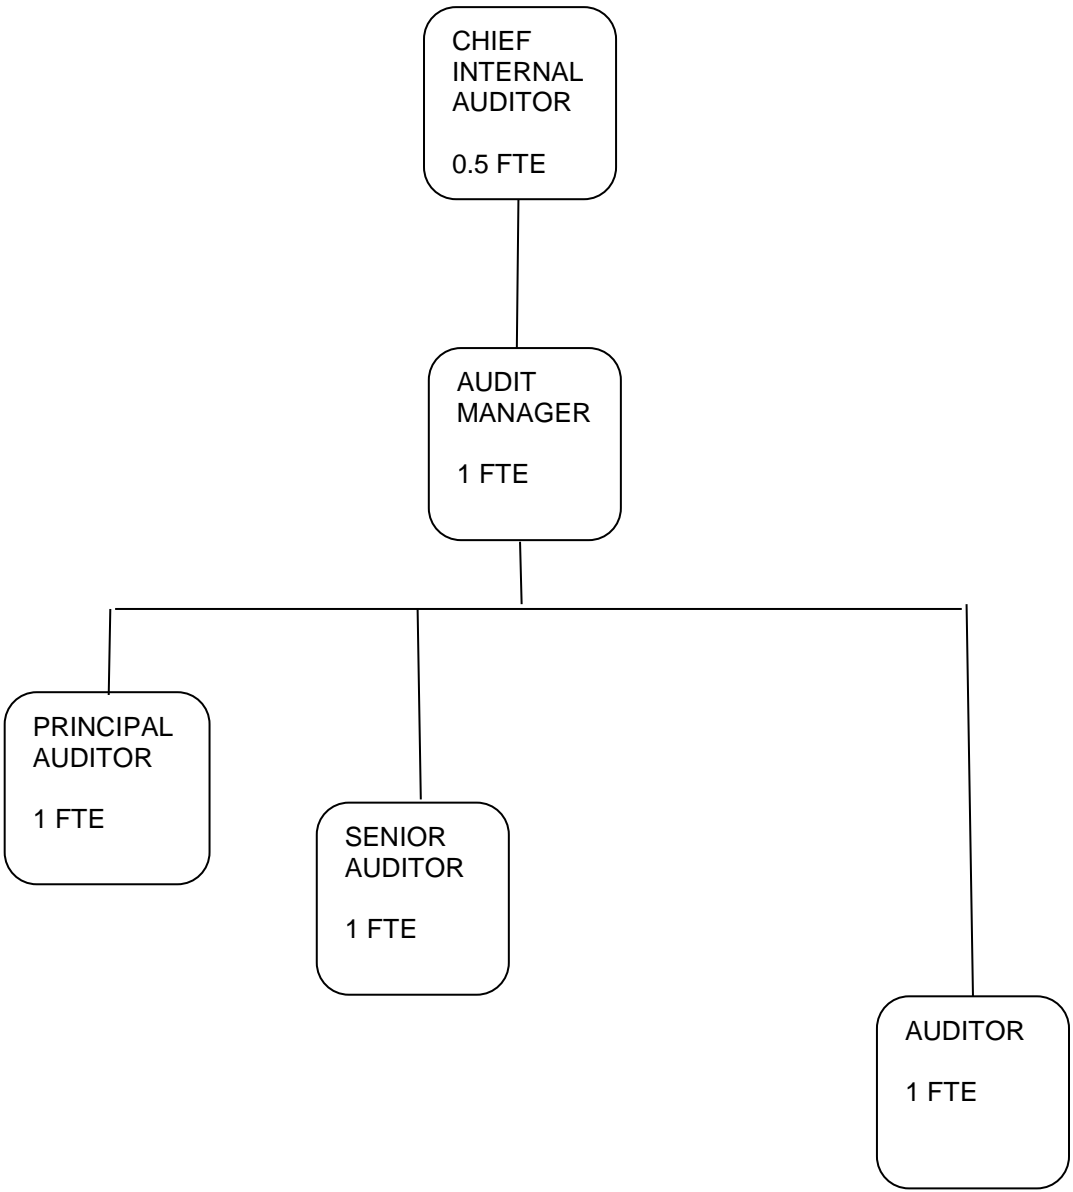 CHIEF
INTERNAL
AUDITOR
0.5 FTE
AUDIT
MANAGER
1 FTE
PRINCIPAL
AUDITOR
1 FTE
SENIOR
AUDITOR
1 FTE
AUDITOR
1 FTE